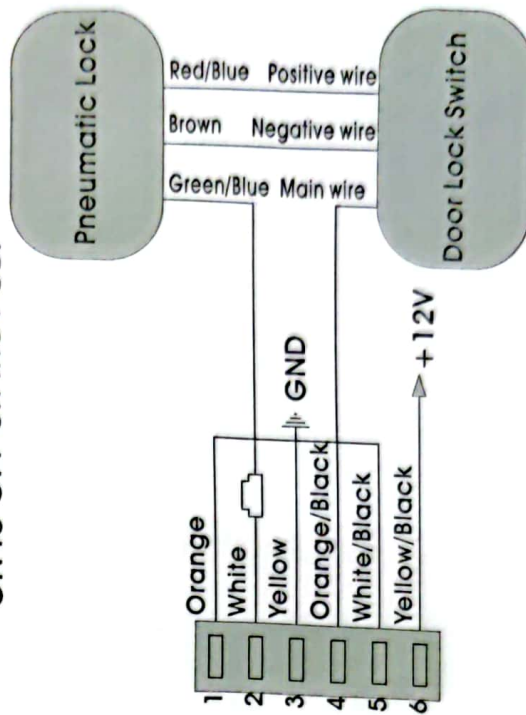 Pneumatic Lock
Red/Blue Positive wire
Brown Negative wire
Green/Blue Main wire
Door Lock Switch
GND
+12V
1 Orange
2 White
3 Yellow
4 Orange/Black
5 White/Black
6 Yellow/Black